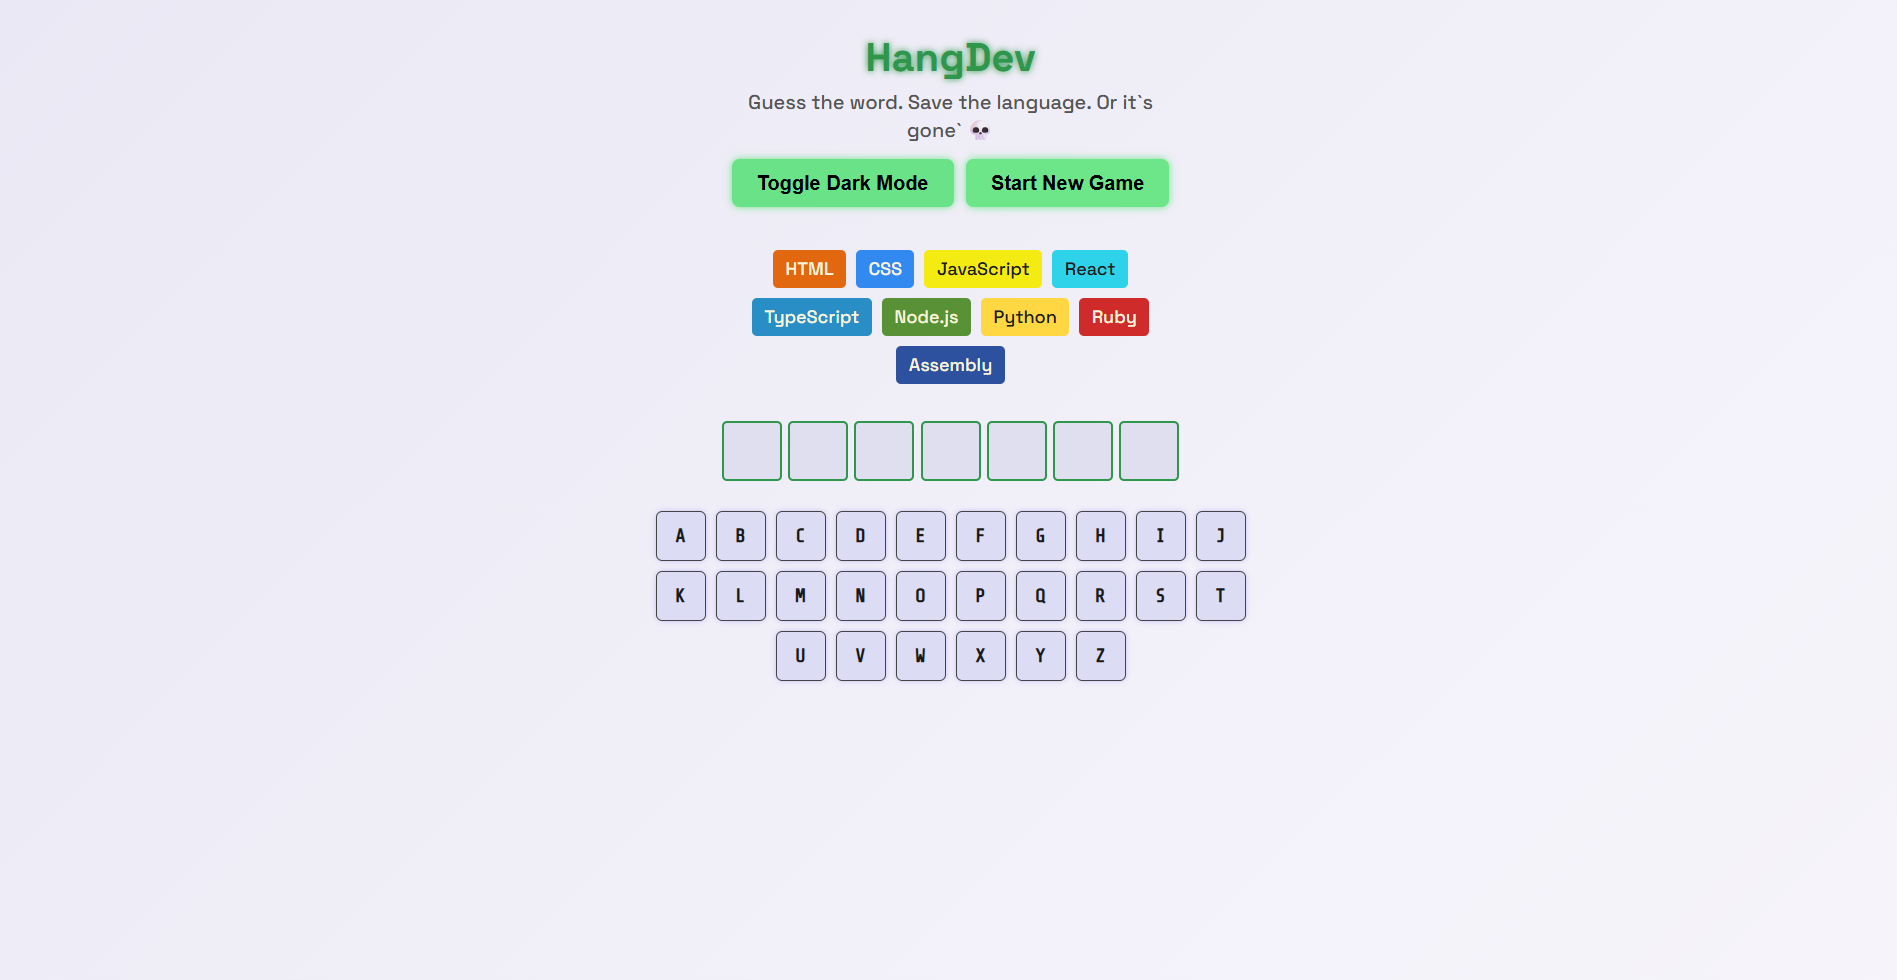 HangDev
Guess the word. Save the language. Or it`s
gone` 💀
Toggle Dark Mode Start New Game
HTML CSS JavaScript React
TypeScript Node.js Python Ruby
Assembly
A B C D E F G H I J
K L M N O P Q R S T
U V W X Y Z